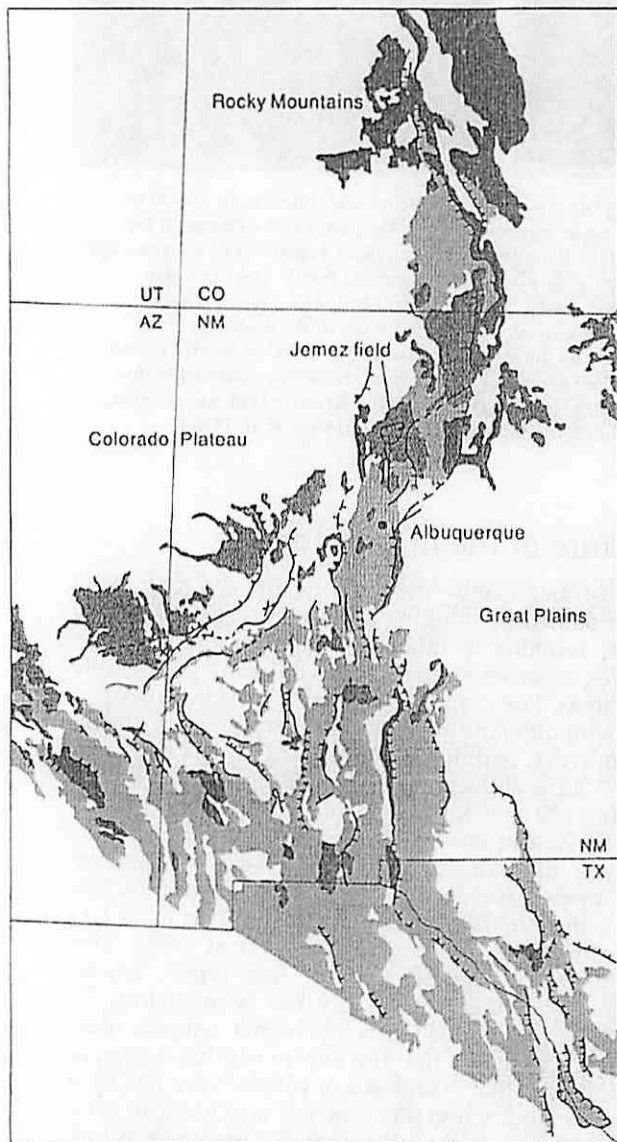 Rocky Mountains
UT CO
AZ NM
Jemez field
Colorado Plateau
Albuquerque
Great Plains
NM
TX